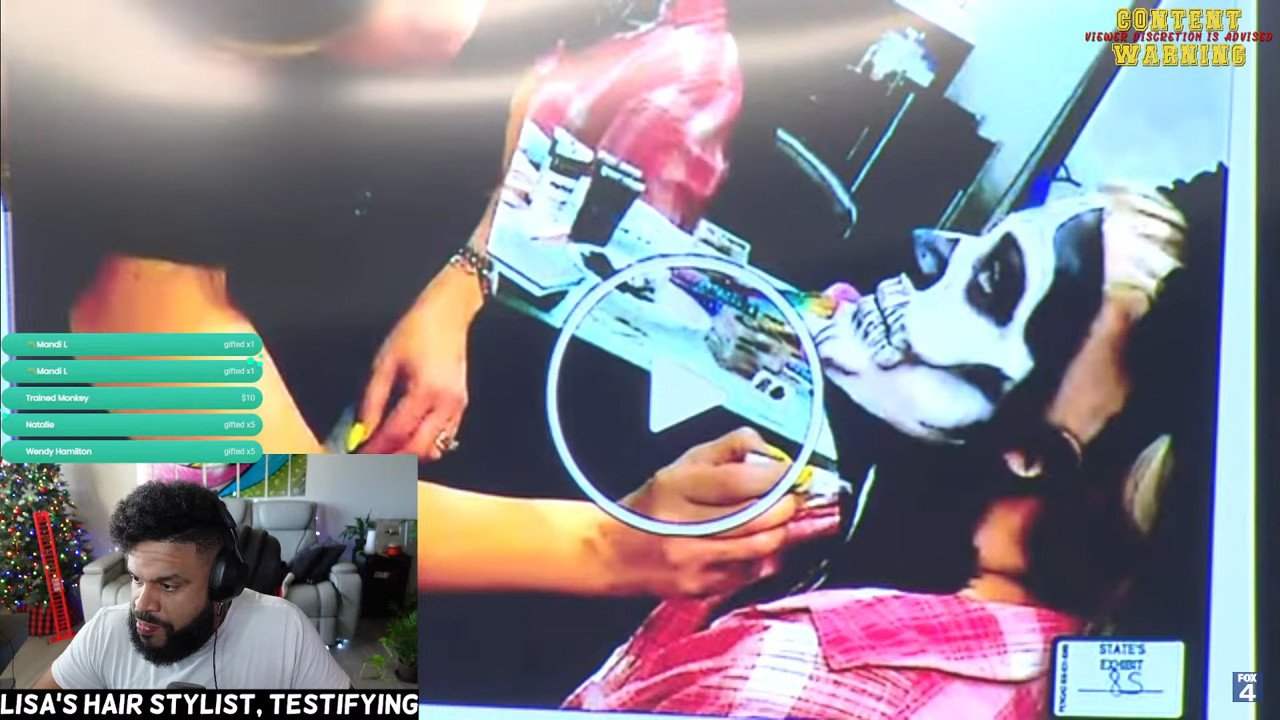 CONTENT
VIEWER DISCRETION IS ADVISED
WARNING
Mandi L gifted x1
Mandi L gifted x1
Trained Monkey $10
Natalie gifted x5
Wendy Hamilton gifted x5
STATE'S
EXHIBIT
85
FOX
4
LISA'S HAIR STYLIST, TESTIFYING